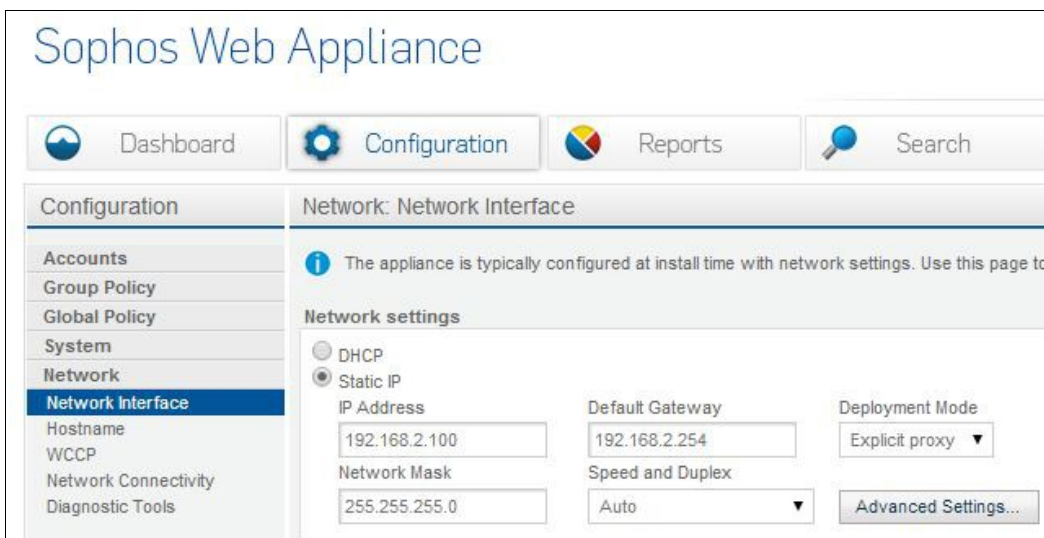 Sophos Web Appliance
Dashboard Configuration Reports Search
Configuration
Accounts
Group Policy
Global Policy
System
Network
Network Interface
Hostname
WCCP
Network Connectivity
Diagnostic Tools
Network: Network Interface
The appliance is typically configured at install time with network settings. Use this page to
Network settings
DHCP
Static IP
IP Address Default Gateway Deployment Mode
192.168.2.100 192.168.2.254 Explicit proxy
Network Mask Speed and Duplex
255.255.255.0 Auto Advanced Settings...